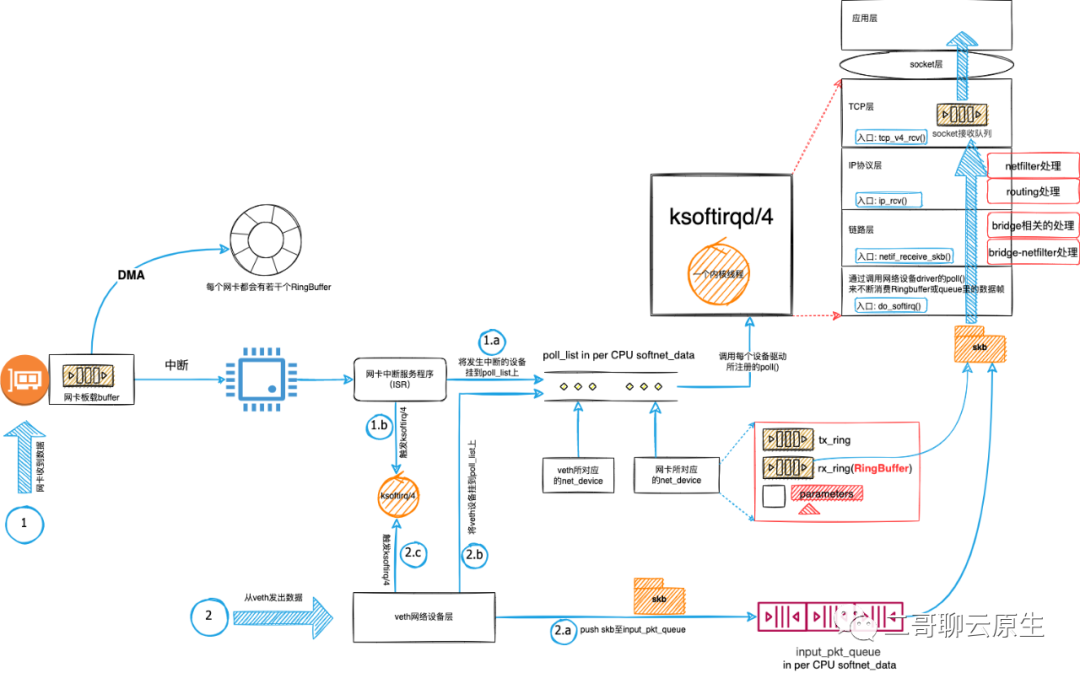 应用层
socket层
TCP层
socket接收队列
入口: tcp_v4_rcv()
IP协议层
netfilter处理
routing处理
入口: ip_rcv()
链路层
bridge相关的处理
入口: netif_receive_skb()
bridge-netfilter处理
通过调用网络设备driver的poll()
来不断消费Ringbuffer或queue里的数据帧
入口: do_softirq()
ksoftirqd/4
一个内核线程
DMA
每个网卡都会有若干个RingBuffer
skb
1.a
将发生中断的设备
挂到poll_list上
poll_list in per CPU softnet_data
调用每个设备驱动
所注册的poll()
中断
网卡中断服务程序
(ISR)
网卡板载buffer
1.b
触发ksoftirq/4
网卡收到数据
1
ksoftirq/4
将veth设备挂到poll_list上
veth所对应
的net_device
网卡所对应
的net_device
tx_ring
rx_ring(RingBuffer)
parameters
触发ksoftirq/4
2.c
2.b
2
从veth发出数据
veth网络设备层
skb
2.a
push skb至input_pkt_queue
二哥聊云原生
input_pkt_queue
in per CPU softnet_data